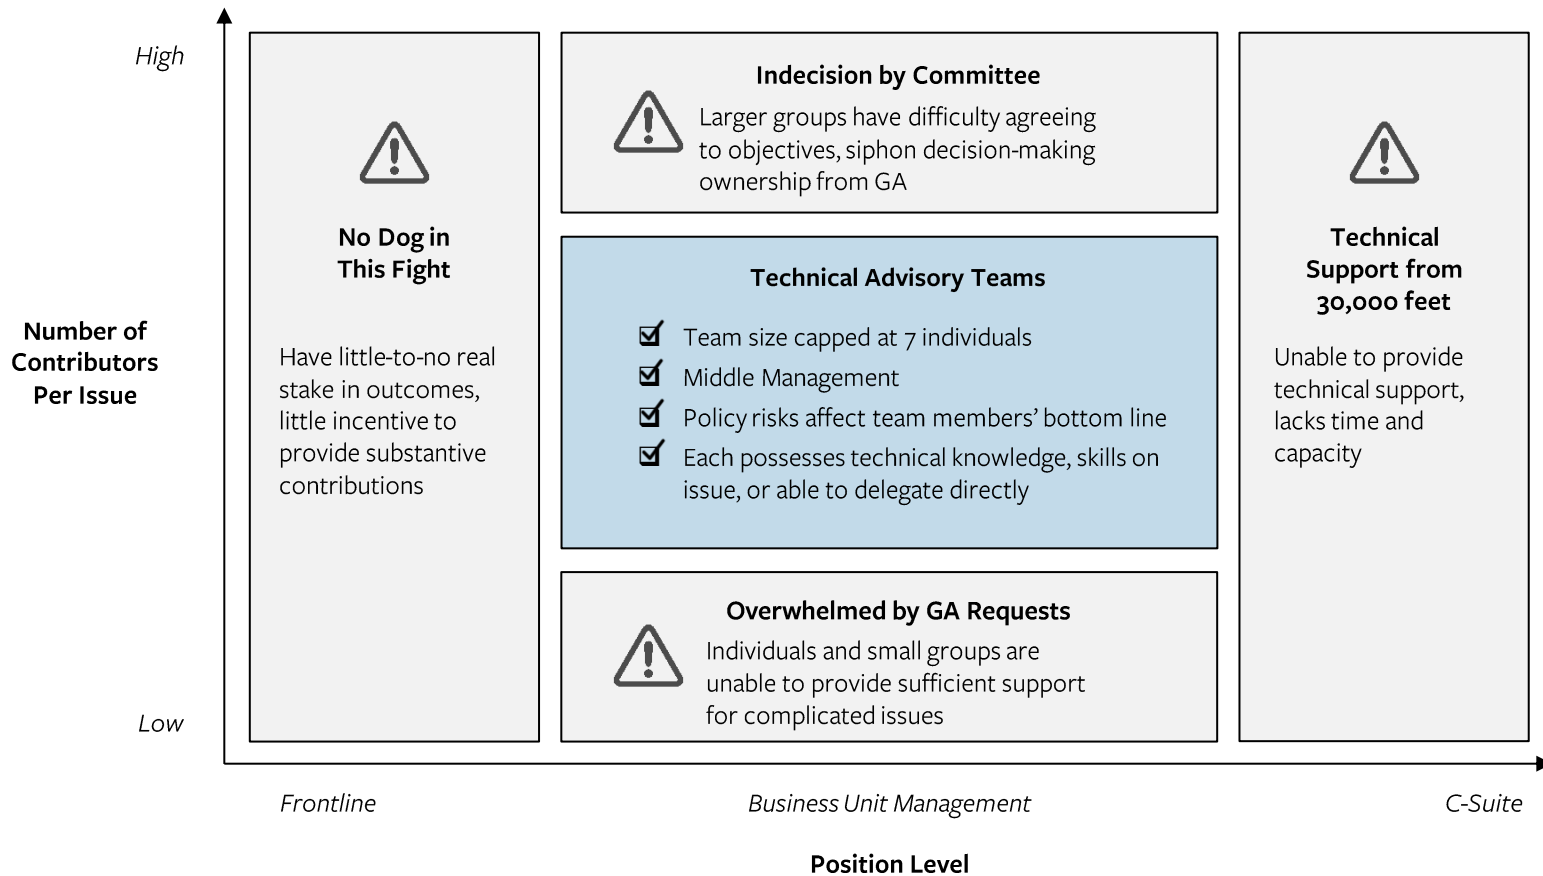 High
Number of
Contributors
Per Issue
Low
No Dog in
This Fight
Have little-to-no real
stake in outcomes,
little incentive to
provide substantive
contributions
Indecision by Committee
Larger groups have difficulty agreeing
to objectives, siphon decision-making
ownership from GA
Technical Advisory Teams
Team size capped at 7 individuals
Middle Management
Policy risks affect team members’ bottom line
Each possesses technical knowledge, skills on
issue, or able to delegate directly
Overwhelmed by GA Requests
Individuals and small groups are
unable to provide sufficient support
for complicated issues
Technical
Support from
30,000 feet
Unable to provide
technical support,
lacks time and
capacity
Frontline
Business Unit Management
C-Suite
Position Level